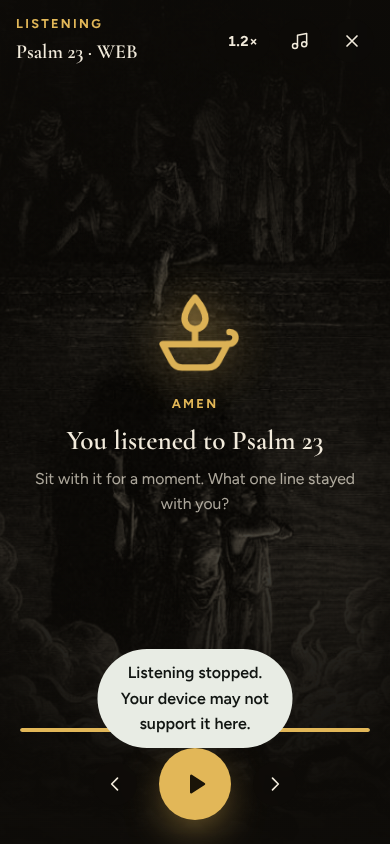 LISTENING
Psalm 23 · WEB
1.2×
AMEN
You listened to Psalm 23
Sit with it for a moment. What one line stayed
with you?
Listening stopped.
Your device may not
support it here.